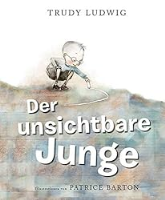 TRUDY LUDWIG
Der
unsichtbare
Junge
PATRICE BARTON